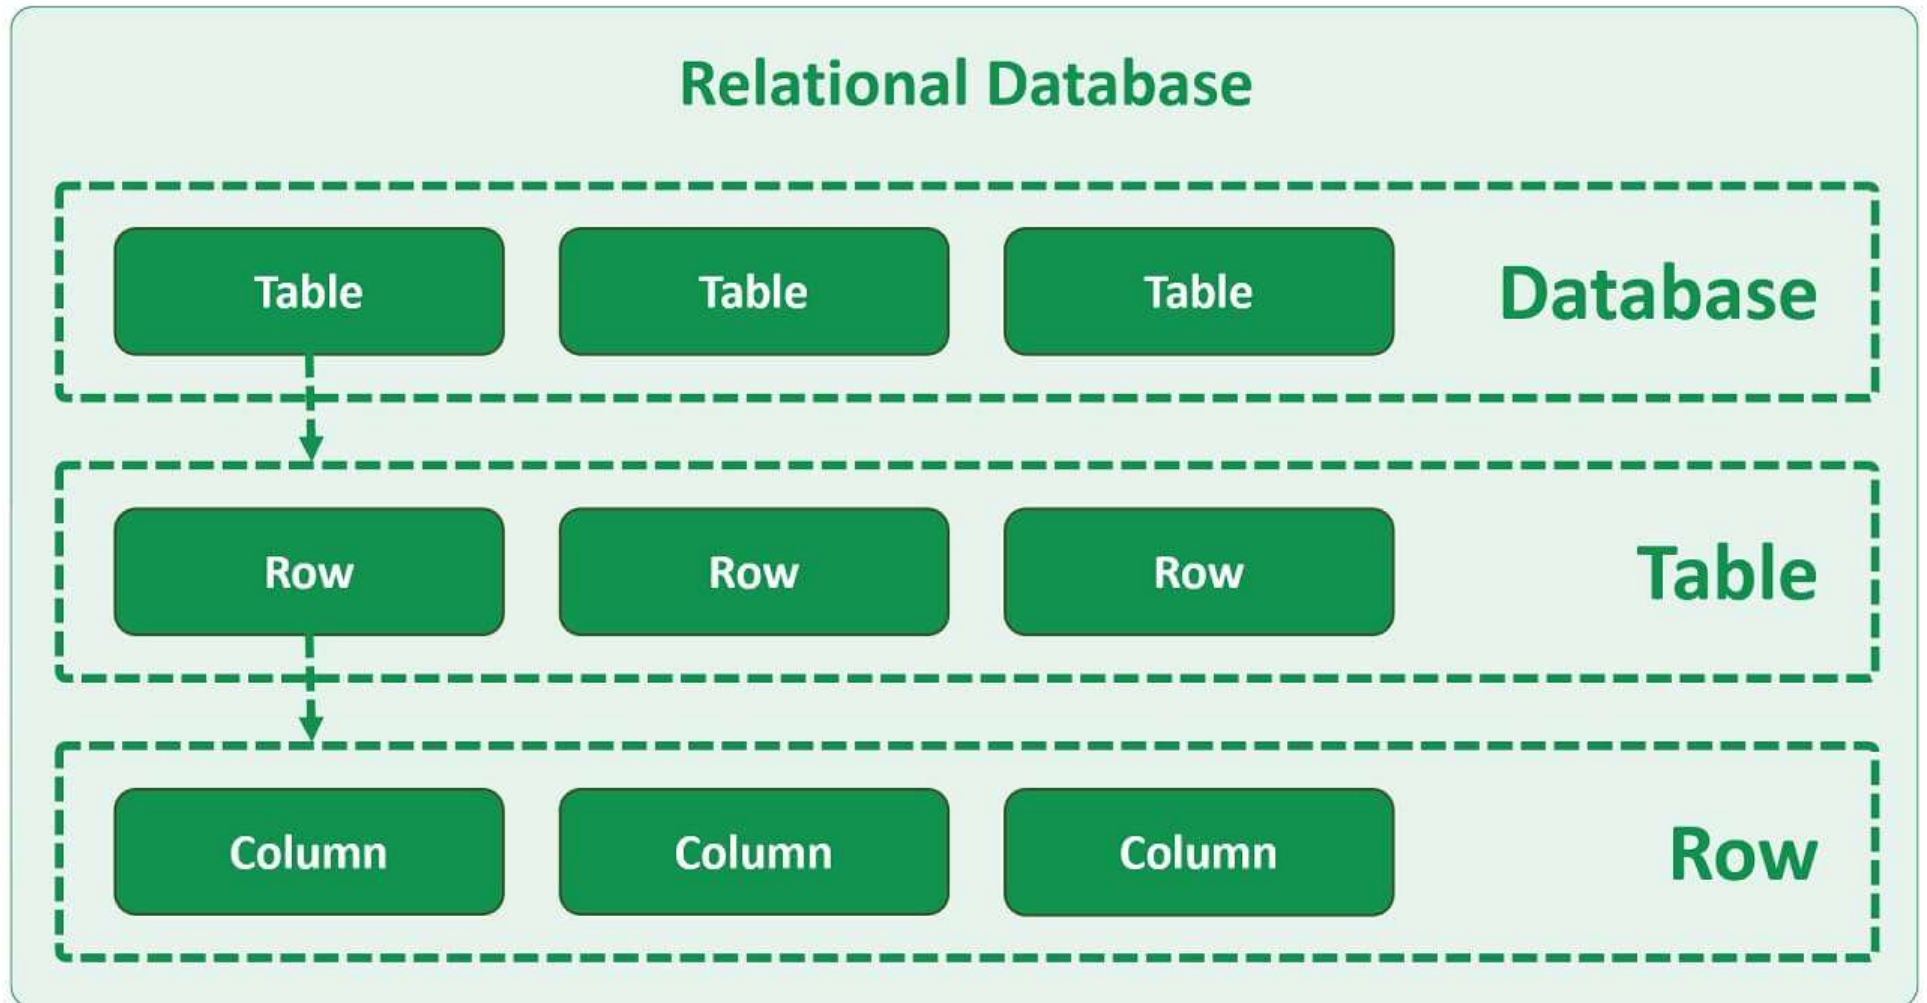 Relational Database
Table Table Table Database
Row Row Row Table
Column Column Column Row